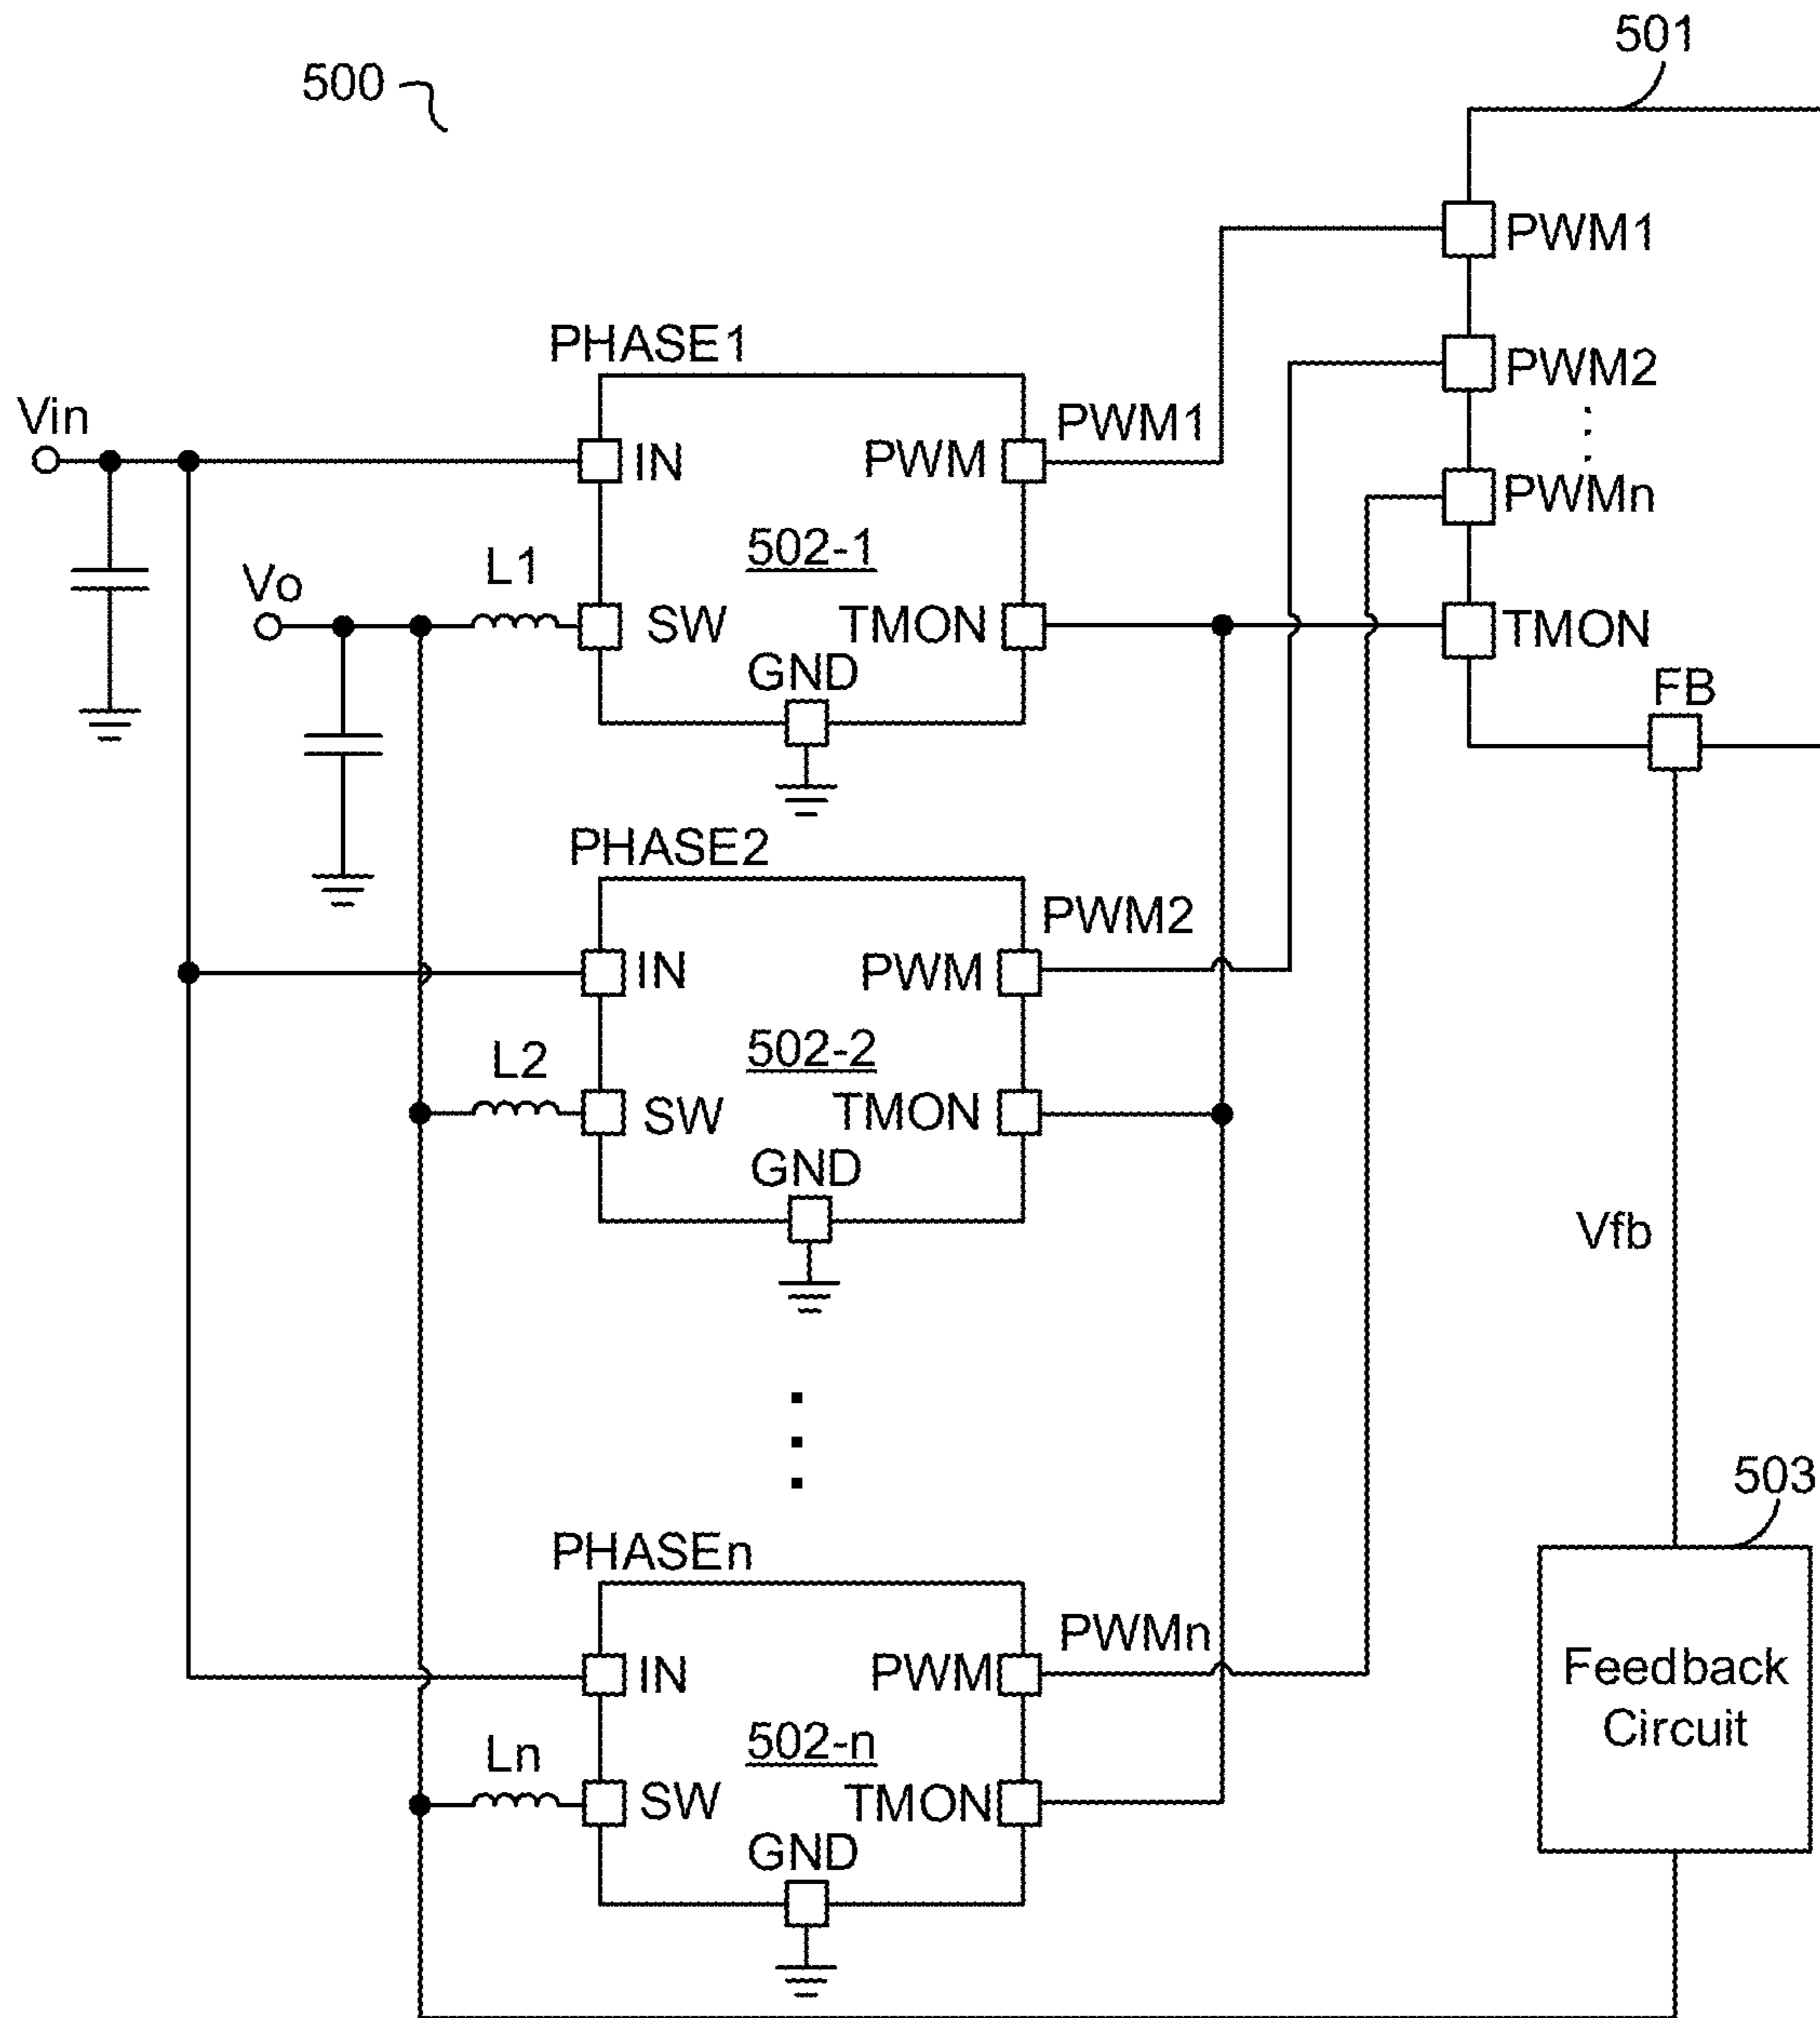 501
500
PWM1
PHASE1
PWM2
Vin
PWM1
IN
PWM
PWMn
502-1
L1
Vo
SW
TMON
TMON
GND
FB
PHASE2
PWM2
IN
PWM
502-2
L2
SW
TMON
GND
Vfb
503
PHASEn
PWMn
IN
PWM
Feedback
Circuit
502-n
Ln
SW
TMON
GND